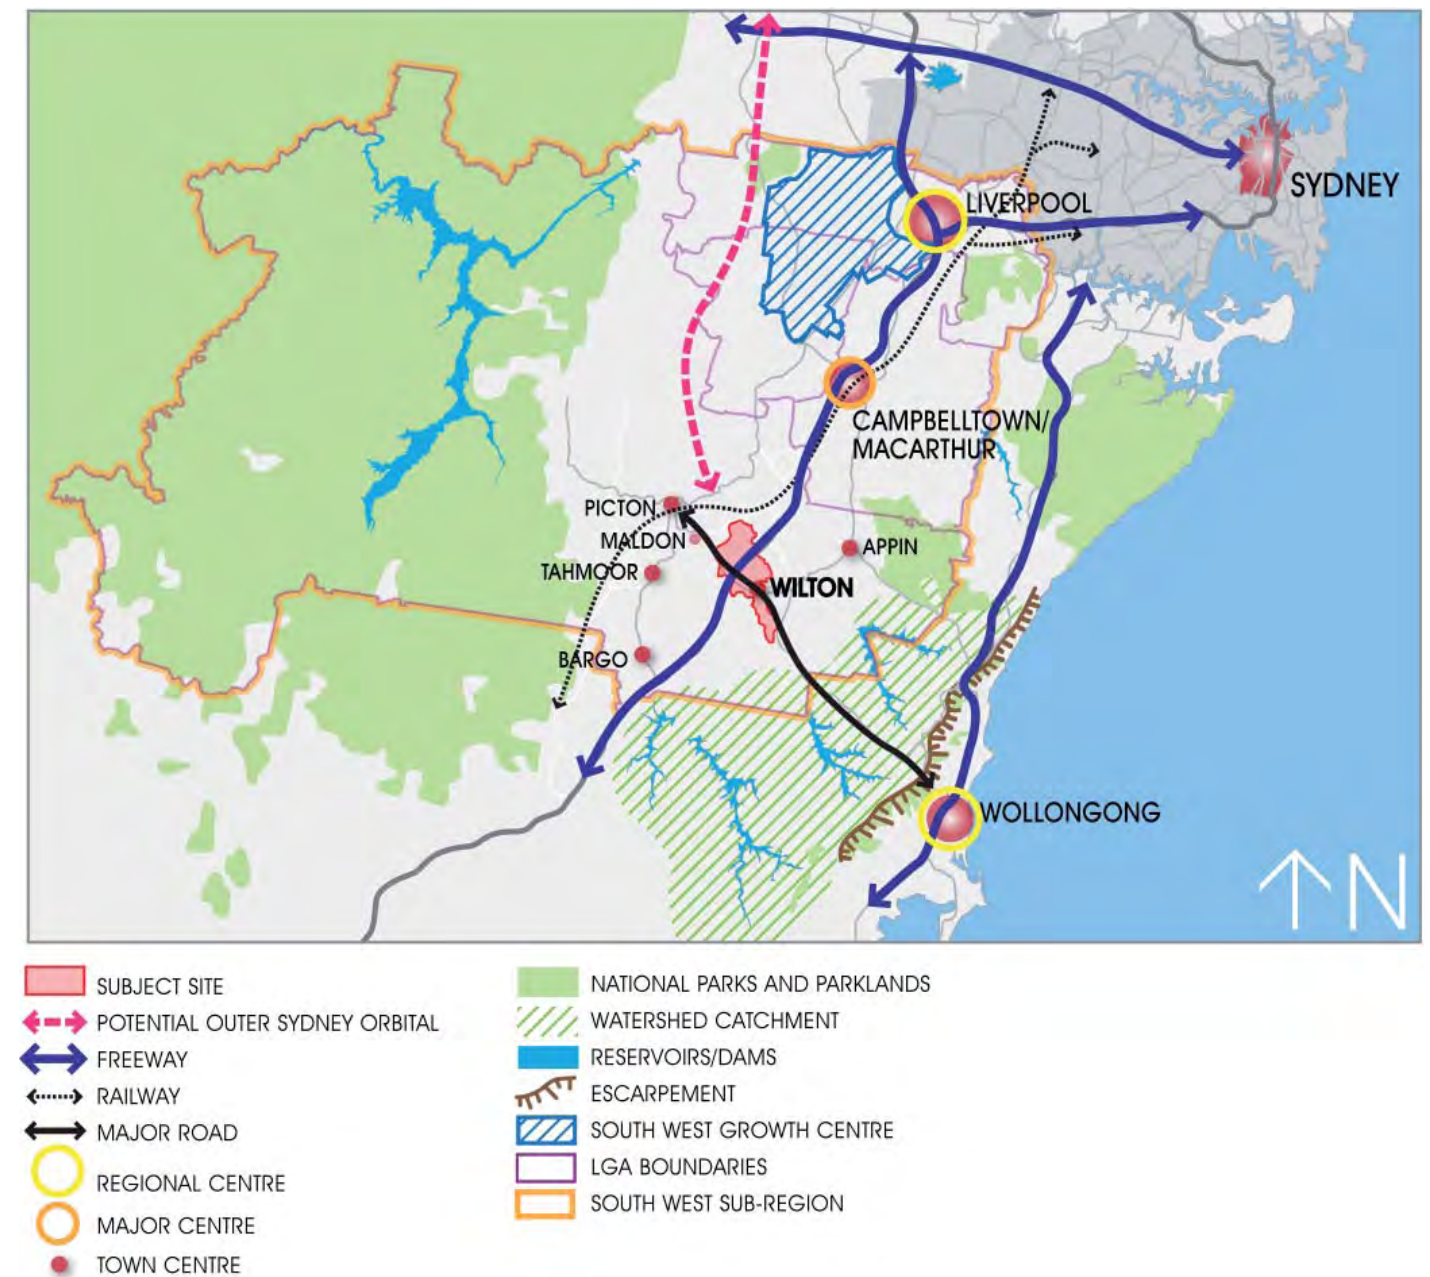 SYDNEY
LIVERPOOL
CAMPBELLTOWN/
MACARTHUR
PICTON
MALDON
APPIN
TAHMOOR
WILTON
BARGO
WOLLONGONG
N
SUBJECT SITE
POTENTIAL OUTER SYDNEY ORBITAL
FREEWAY
RAILWAY
MAJOR ROAD
REGIONAL CENTRE
MAJOR CENTRE
TOWN CENTRE
NATIONAL PARKS AND PARKLANDS
WATERSHED CATCHMENT
RESERVOIRS/DAMS
ESCARPEMENT
SOUTH WEST GROWTH CENTRE
LGA BOUNDARIES
SOUTH WEST SUB-REGION